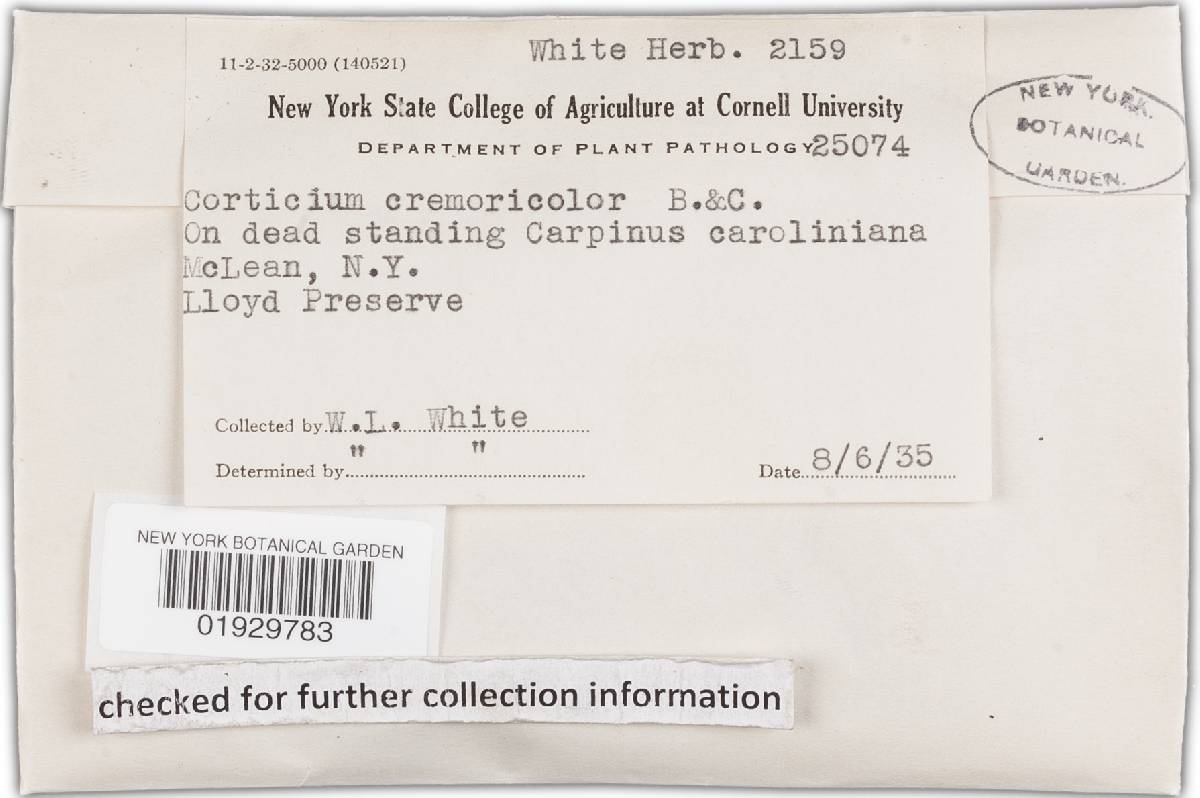 White Herb. 2159
11-2-32-5000 (140521)
New York State College of Agriculture at Cornell University
DEPARTMENT OF PLANT PATHOLOGY 25074
NEW YORK
BOTANICAL
GARDEN.
Corticium cremoricolor B.&C.
On dead standing Carpinus caroliniana
McLean, N.Y.
Lloyd Preserve
Collected by W.L. White
Determined by " "
Date 8/6/35
NEW YORK BOTANICAL GARDEN
01929783
checked for further collection information